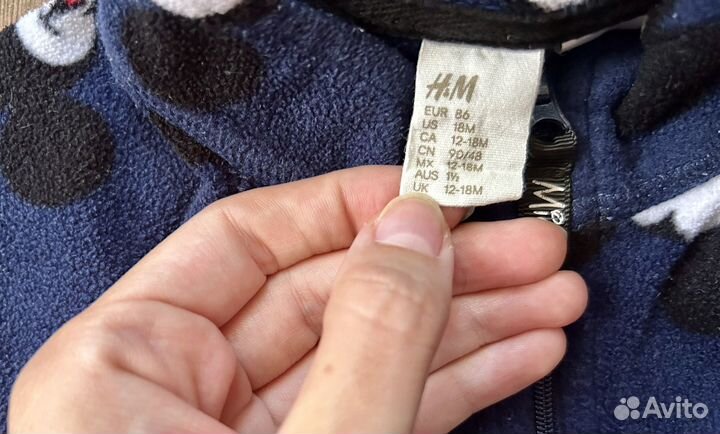 H&M
EUR 86
US 18M
CA 12-18M
CN 90/48
MX 12-18M
AUS 1½
UK 12-18M
Avito